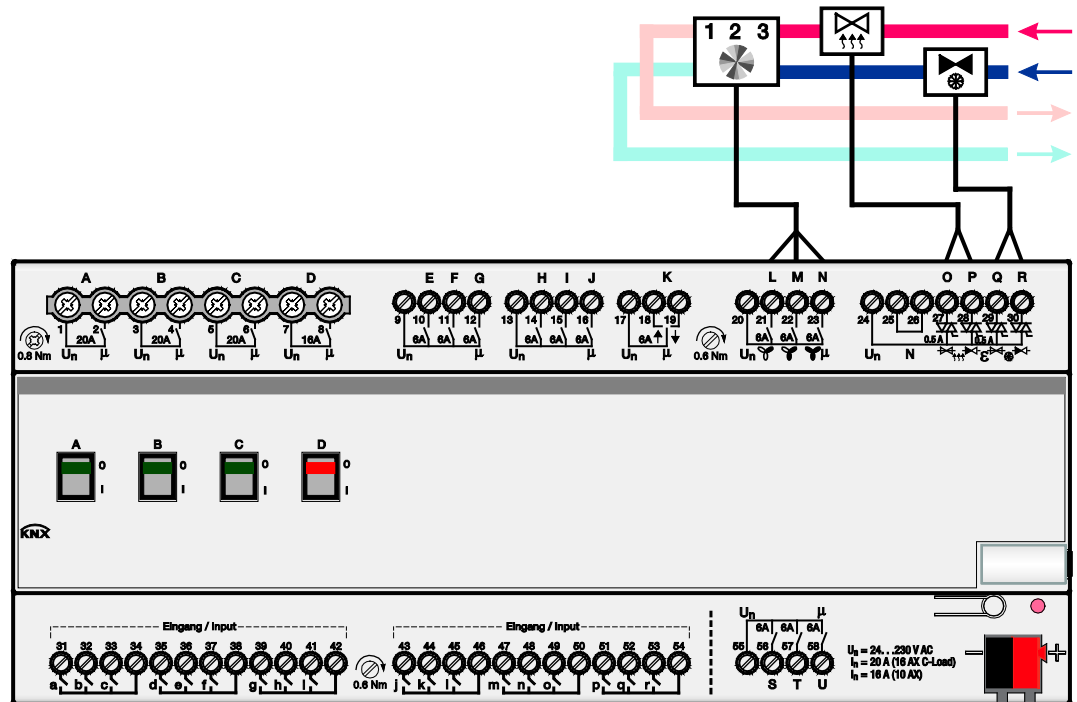 1 2 3
A B C D E F G H I J K L M N O P Q R
1 2 3 4 5 6 7 8 9 10 11 12 13 14 15 16 17 18 19 20 21 22 23 24 25 26 27 28 29 30
20A 20A 20A 16A 6A 6A 6A 6A 6A 6A 6A 6A 6A 6A 0.5 A 0.5 A
0.8 Nm Un µ Un µ Un µ Un µ Un µ Un µ Un µ 0.6 Nm Un µ Un N
A B C D
0 0 0 0
I I I I
KNX
Eingang / Input Eingang / Input
31 32 33 34 35 36 37 38 39 40 41 42 43 44 45 46 47 48 49 50 51 52 53 54
a b c d e f g h i 0.6 Nm j k l m n o p q r
Un µ
6A 6A 6A
55 56 57 58
S T U
Un = 24. . .230 V AC
In = 20 A (16 AX C-Load)
In = 16 A (10 AX)